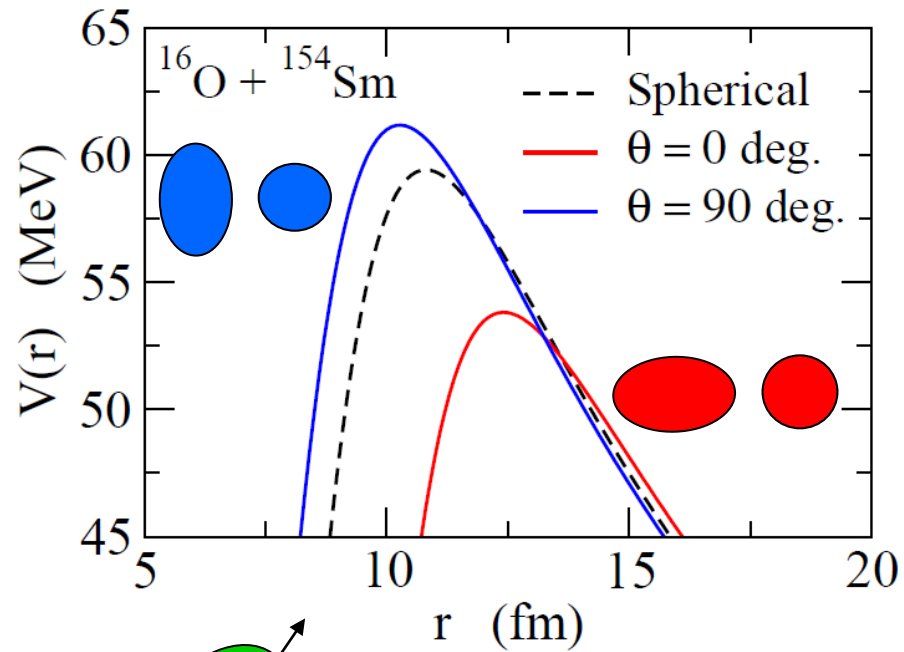 65
60
55
50
45
V(r) (MeV)
¹⁶O + ¹⁵⁴Sm
Spherical
θ = 0 deg.
θ = 90 deg.
5 10 15 20
r (fm)